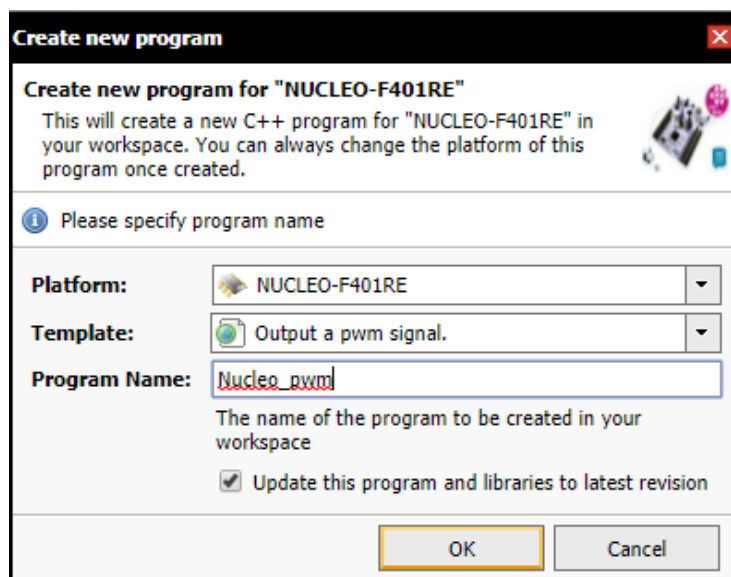 Create new program
Create new program for "NUCLEO-F401RE"
This will create a new C++ program for "NUCLEO-F401RE" in
your workspace. You can always change the platform of this
program once created.
Please specify program name
Platform: NUCLEO-F401RE
Template: Output a pwm signal.
Program Name: Nucleo_pwm
The name of the program to be created in your
workspace
Update this program and libraries to latest revision
OK Cancel